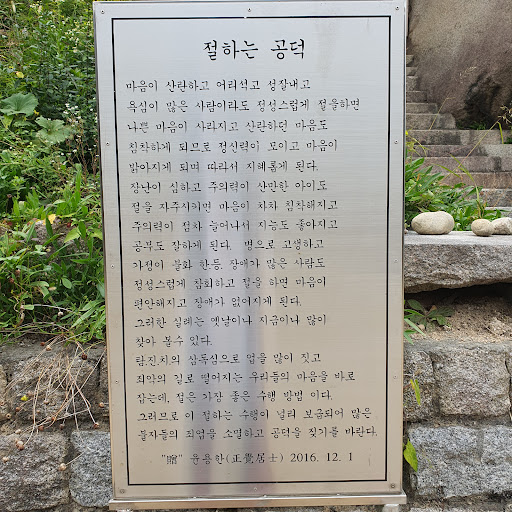 절하는 공덕
마음이 산란하고 어리석고 성잘내고
욕심이 많은 사람이라도 정성스럽게 절을하면
나쁜 마음이 사라지고 산란하던 마음도
침착하게 되므로 정신력이 모이고 마음이
밝아지게 되며 따라서 지혜롭게 된다.
장난이 심하고 주의력이 산만한 아이도
절을 자주시키면 마음이 차차 침착해지고
주의력이 점차 늘어나서 지능도 좋아지고
공부도 잘하게 된다. 병으로 고생하고
가정이 불화 한등, 장애가 많은 사람도
정성스럽게 참회하고 절을 하면 마음이
편안해지고 장애가 없어지게 된다.
그러한 실례는 옛날이나 지금이나 많이
찾아 볼수 있다.
탐진치의 삼독심으로 업을 많이 짓고
죄악의 길로 떨어지는 우리들의 마음을 바로
잡는데, 절은 가장 좋은 수행 방법 이다.
그러므로 이 절하는 수행이 널리 보급되어 많은
불자들의 죄업을 소멸하고 공덕을 짖기를 바란다.
"贈" 윤용한(正覺居士) 2016. 12. 1